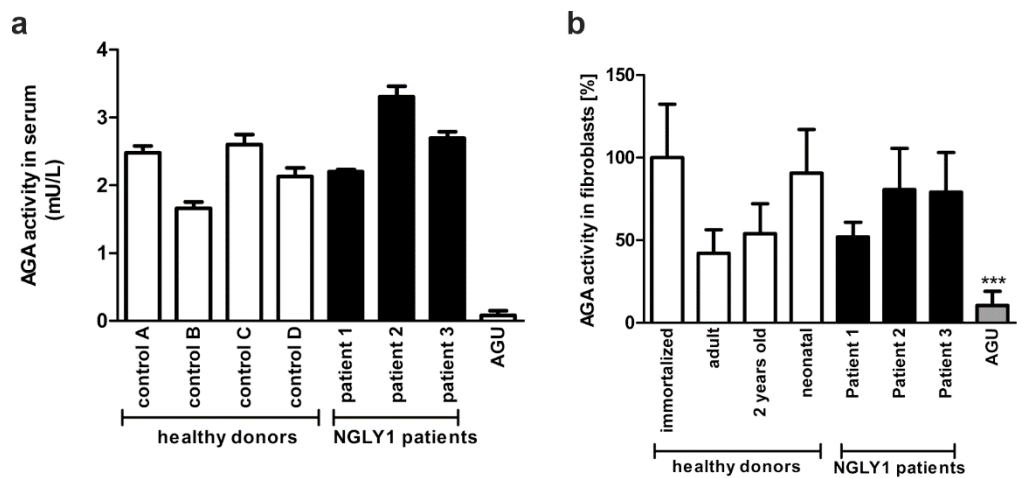 a
AGA activity in serum
(mU/L)
4
3
2
1
0
control A
control B
control C
control D
patient 1
patient 2
patient 3
AGU
healthy donors
NGLY1 patients
b
AGA activity in fibroblasts [%]
150
100
50
0
***
immortalized
adult
2 years old
neonatal
Patient 1
Patient 2
Patient 3
AGU
healthy donors
NGLY1 patients